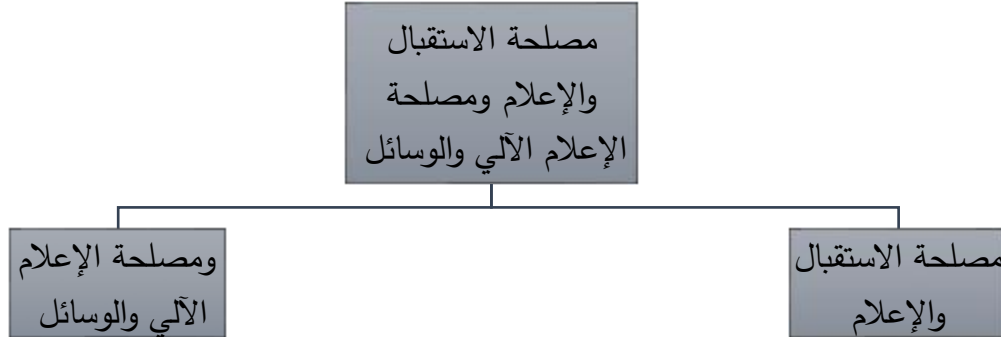 مصلحة الاستقبال
والإعلام ومصلحة
الإعلام الآلي والوسائل
مصلحة الاستقبال
والإعلام
ومصلحة الإعلام
الآلي والوسائل